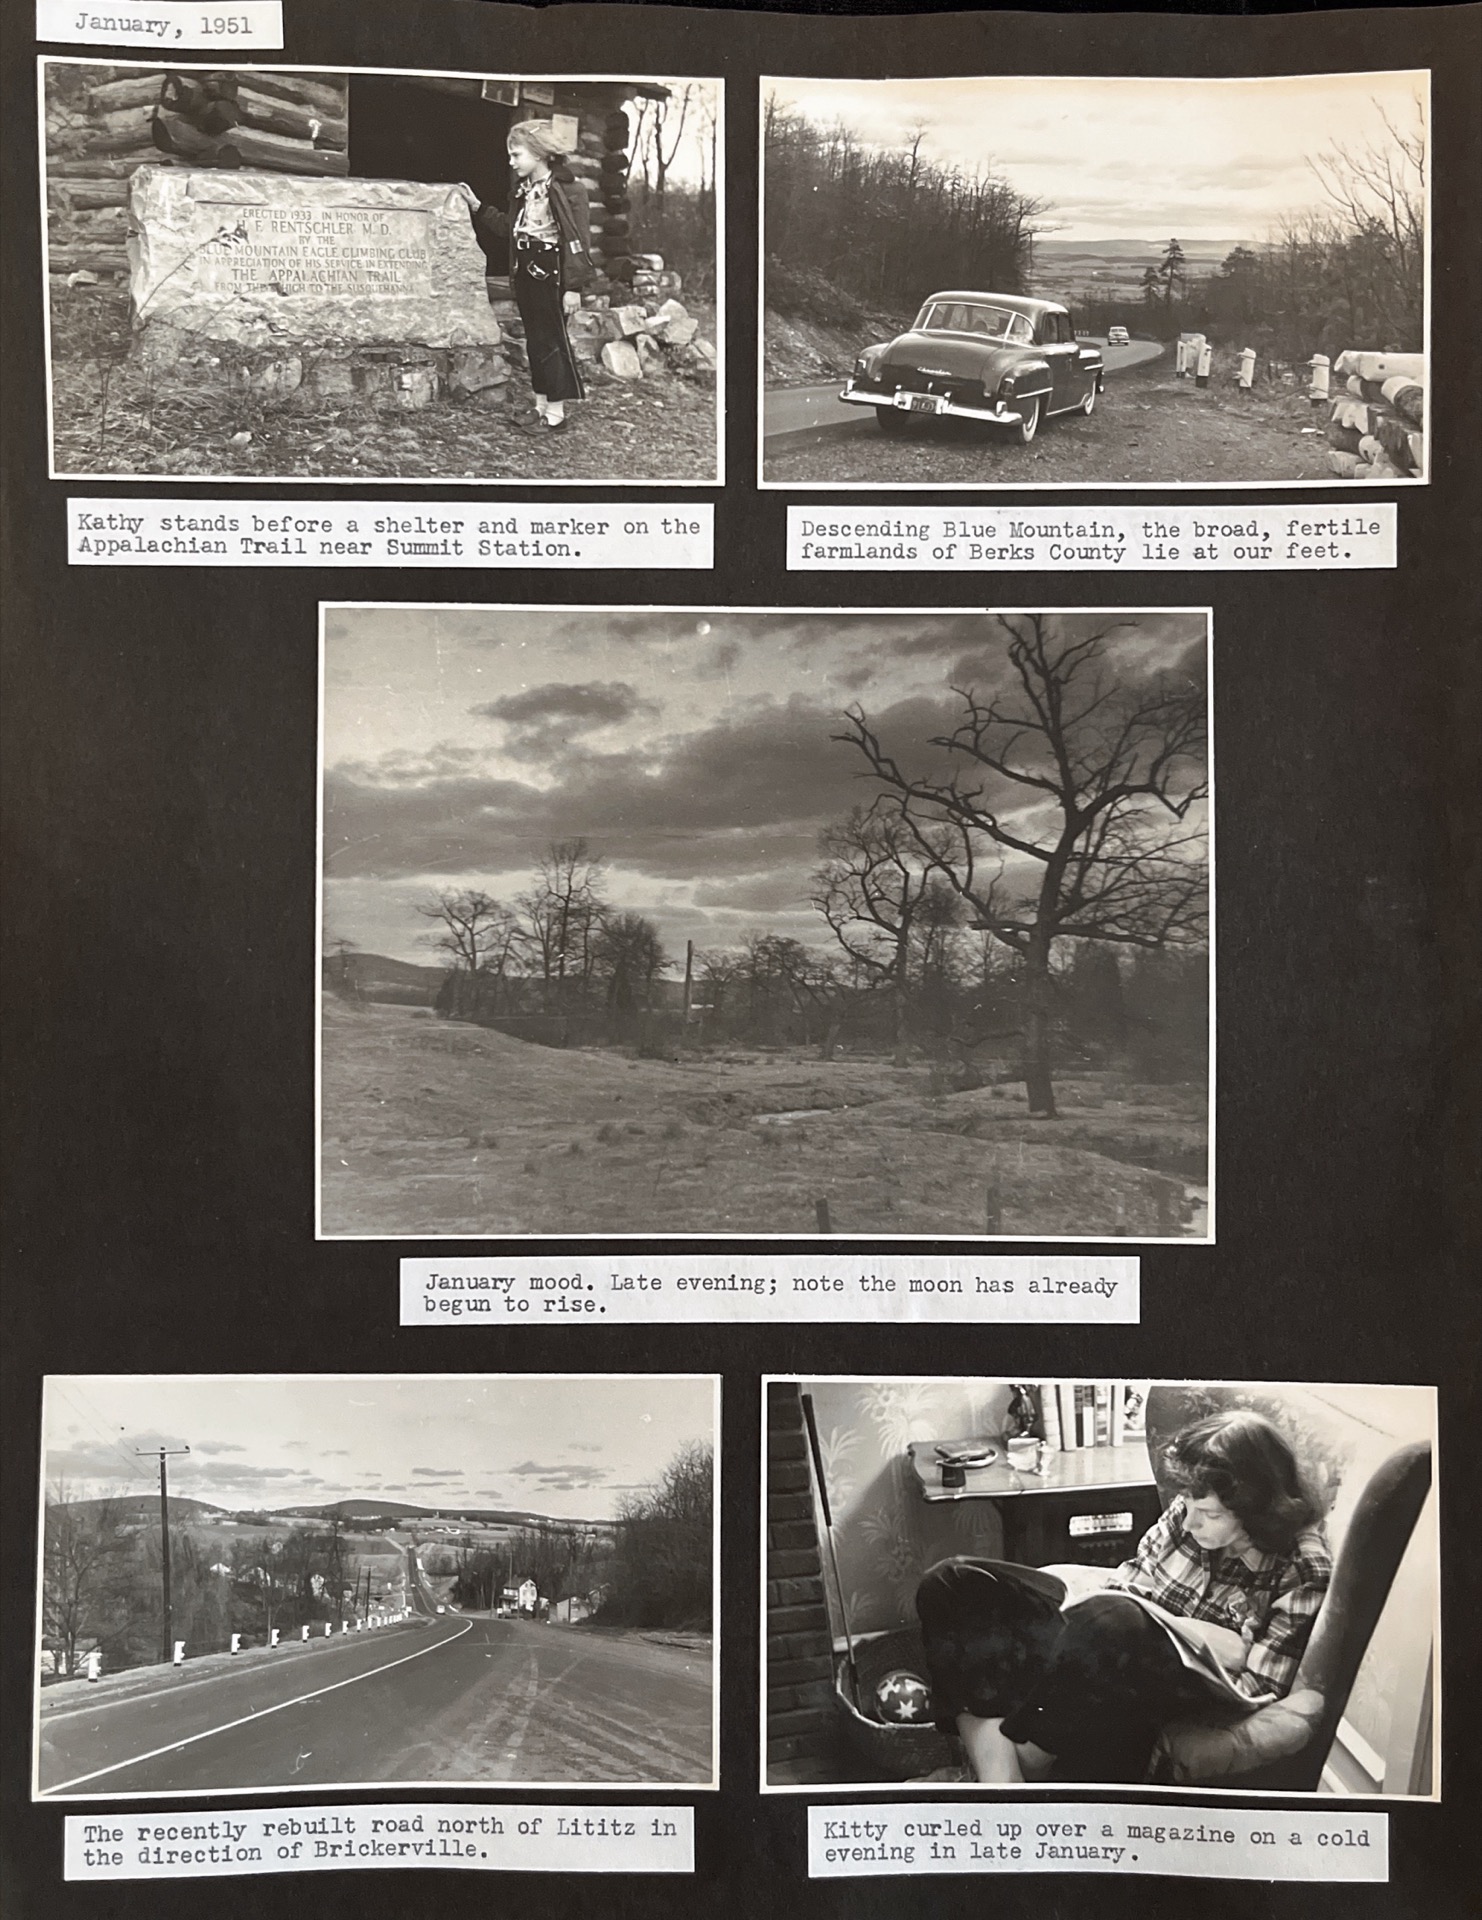 January, 1951
ERECTED 1933 IN HONOR OF
H. F. RENTSCHLER M. D.
BY THE
BLUE MOUNTAIN EAGLE CLIMBING CLUB
IN APPRECIATION OF HIS SERVICE IN EXTENDING
THE APPALACHIAN TRAIL
FROM THE LEHIGH TO THE SUSQUEHANNA
Kathy stands before a shelter and marker on the
Appalachian Trail near Summit Station.
Chevrolet
Descending Blue Mountain, the broad, fertile
farmlands of Berks County lie at our feet.
January mood. Late evening; note the moon has already
begun to rise.
The recently rebuilt road north of Lititz in
the direction of Brickerville.
Kitty curled up over a magazine on a cold
evening in late January.